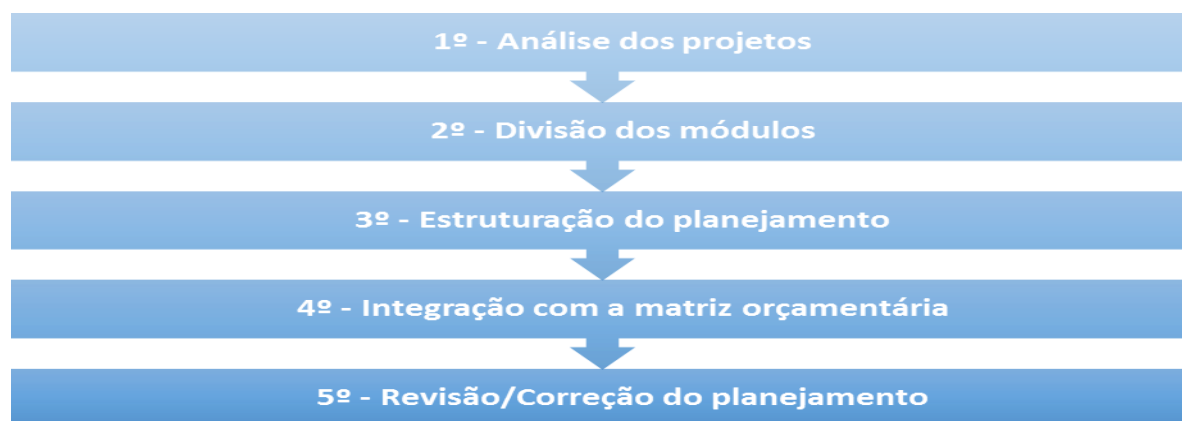 1º - Análise dos projetos
2º - Divisão dos módulos
3º - Estruturação do planejamento
4º - Integração com a matriz orçamentária
5º - Revisão/Correção do planejamento